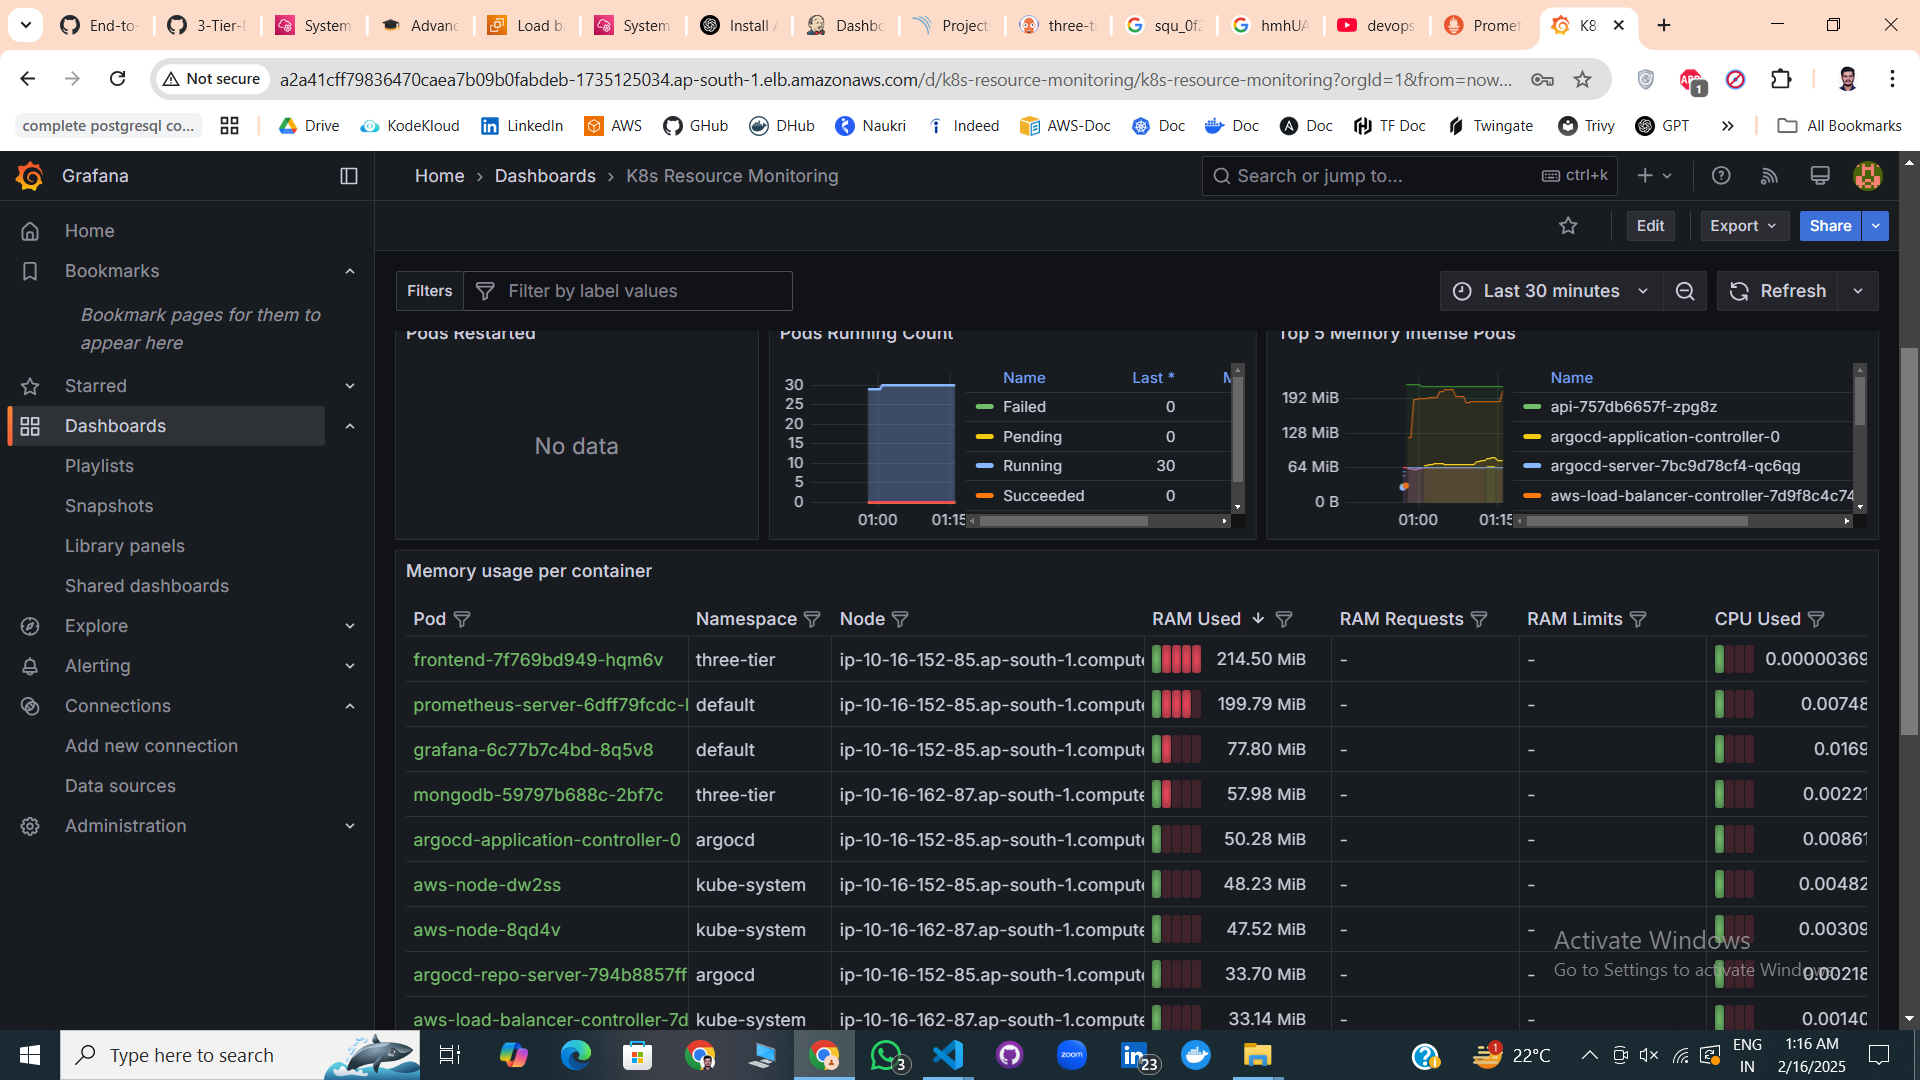 End-to-
3-Tier-D
System
Advanc
Load ba
System
Install A
Dashbo
Project
three-ti
squ_0f2
hmhUA
devops
Promet
K8
Not secure
a2a41cff79836470caea7b09b0fabdeb-1735125034.ap-south-1.elb.amazonaws.com/d/k8s-resource-monitoring/k8s-resource-monitoring?orgId=1&from=now...
1
complete postgresql co...
Drive
KodeKloud
LinkedIn
AWS
GHub
DHub
Naukri
Indeed
AWS-Doc
Doc
Doc
Doc
TF Doc
Twingate
Trivy
GPT
All Bookmarks
Grafana
Home › Dashboards › K8s Resource Monitoring
Search or jump to...
ctrl+k
Edit
Export
Share
Home
Bookmarks
Bookmark pages for them to
appear here
Starred
Dashboards
Playlists
Snapshots
Library panels
Shared dashboards
Explore
Alerting
Connections
Add new connection
Data sources
Administration
Filters
Filter by label values
Last 30 minutes
Refresh
Pods Restarted
No data
Pods Running Count
30
25
20
15
10
5
0
01:00 01:15
Name Last * M
Failed 0
Pending 0
Running 30
Succeeded 0
Top 5 Memory Intense Pods
192 MiB
128 MiB
64 MiB
0 B
01:00 01:15
Name
api-757db6657f-zpg8z
argocd-application-controller-0
argocd-server-7bc9d78cf4-qc6qg
aws-load-balancer-controller-7d9f8c4c74
Memory usage per container
Pod Namespace Node RAM Used RAM Requests RAM Limits CPU Used
frontend-7f769bd949-hqm6v three-tier ip-10-16-152-85.ap-south-1.compute 214.50 MiB - - 0.00000369
prometheus-server-6dff79fcdc- default ip-10-16-152-85.ap-south-1.compute 199.79 MiB - - 0.00748
grafana-6c77b7c4bd-8q5v8 default ip-10-16-152-85.ap-south-1.compute 77.80 MiB - - 0.0169
mongodb-59797b688c-2bf7c three-tier ip-10-16-162-87.ap-south-1.compute 57.98 MiB - - 0.00221
argocd-application-controller-0 argocd ip-10-16-152-85.ap-south-1.compute 50.28 MiB - - 0.00861
aws-node-dw2ss kube-system ip-10-16-152-85.ap-south-1.compute 48.23 MiB - - 0.00482
aws-node-8qd4v kube-system ip-10-16-162-87.ap-south-1.compute 47.52 MiB - - 0.00309
argocd-repo-server-794b8857ff argocd ip-10-16-152-85.ap-south-1.compute 33.70 MiB - - 0.00218
aws-load-balancer-controller-7d kube-system ip-10-16-162-87.ap-south-1.compute 33.14 MiB - - 0.00140
Activate Windows
Go to Settings to activate Windows.
Type here to search
3
zoom
23
1
22°C
ENG
IN
1:16 AM
2/16/2025